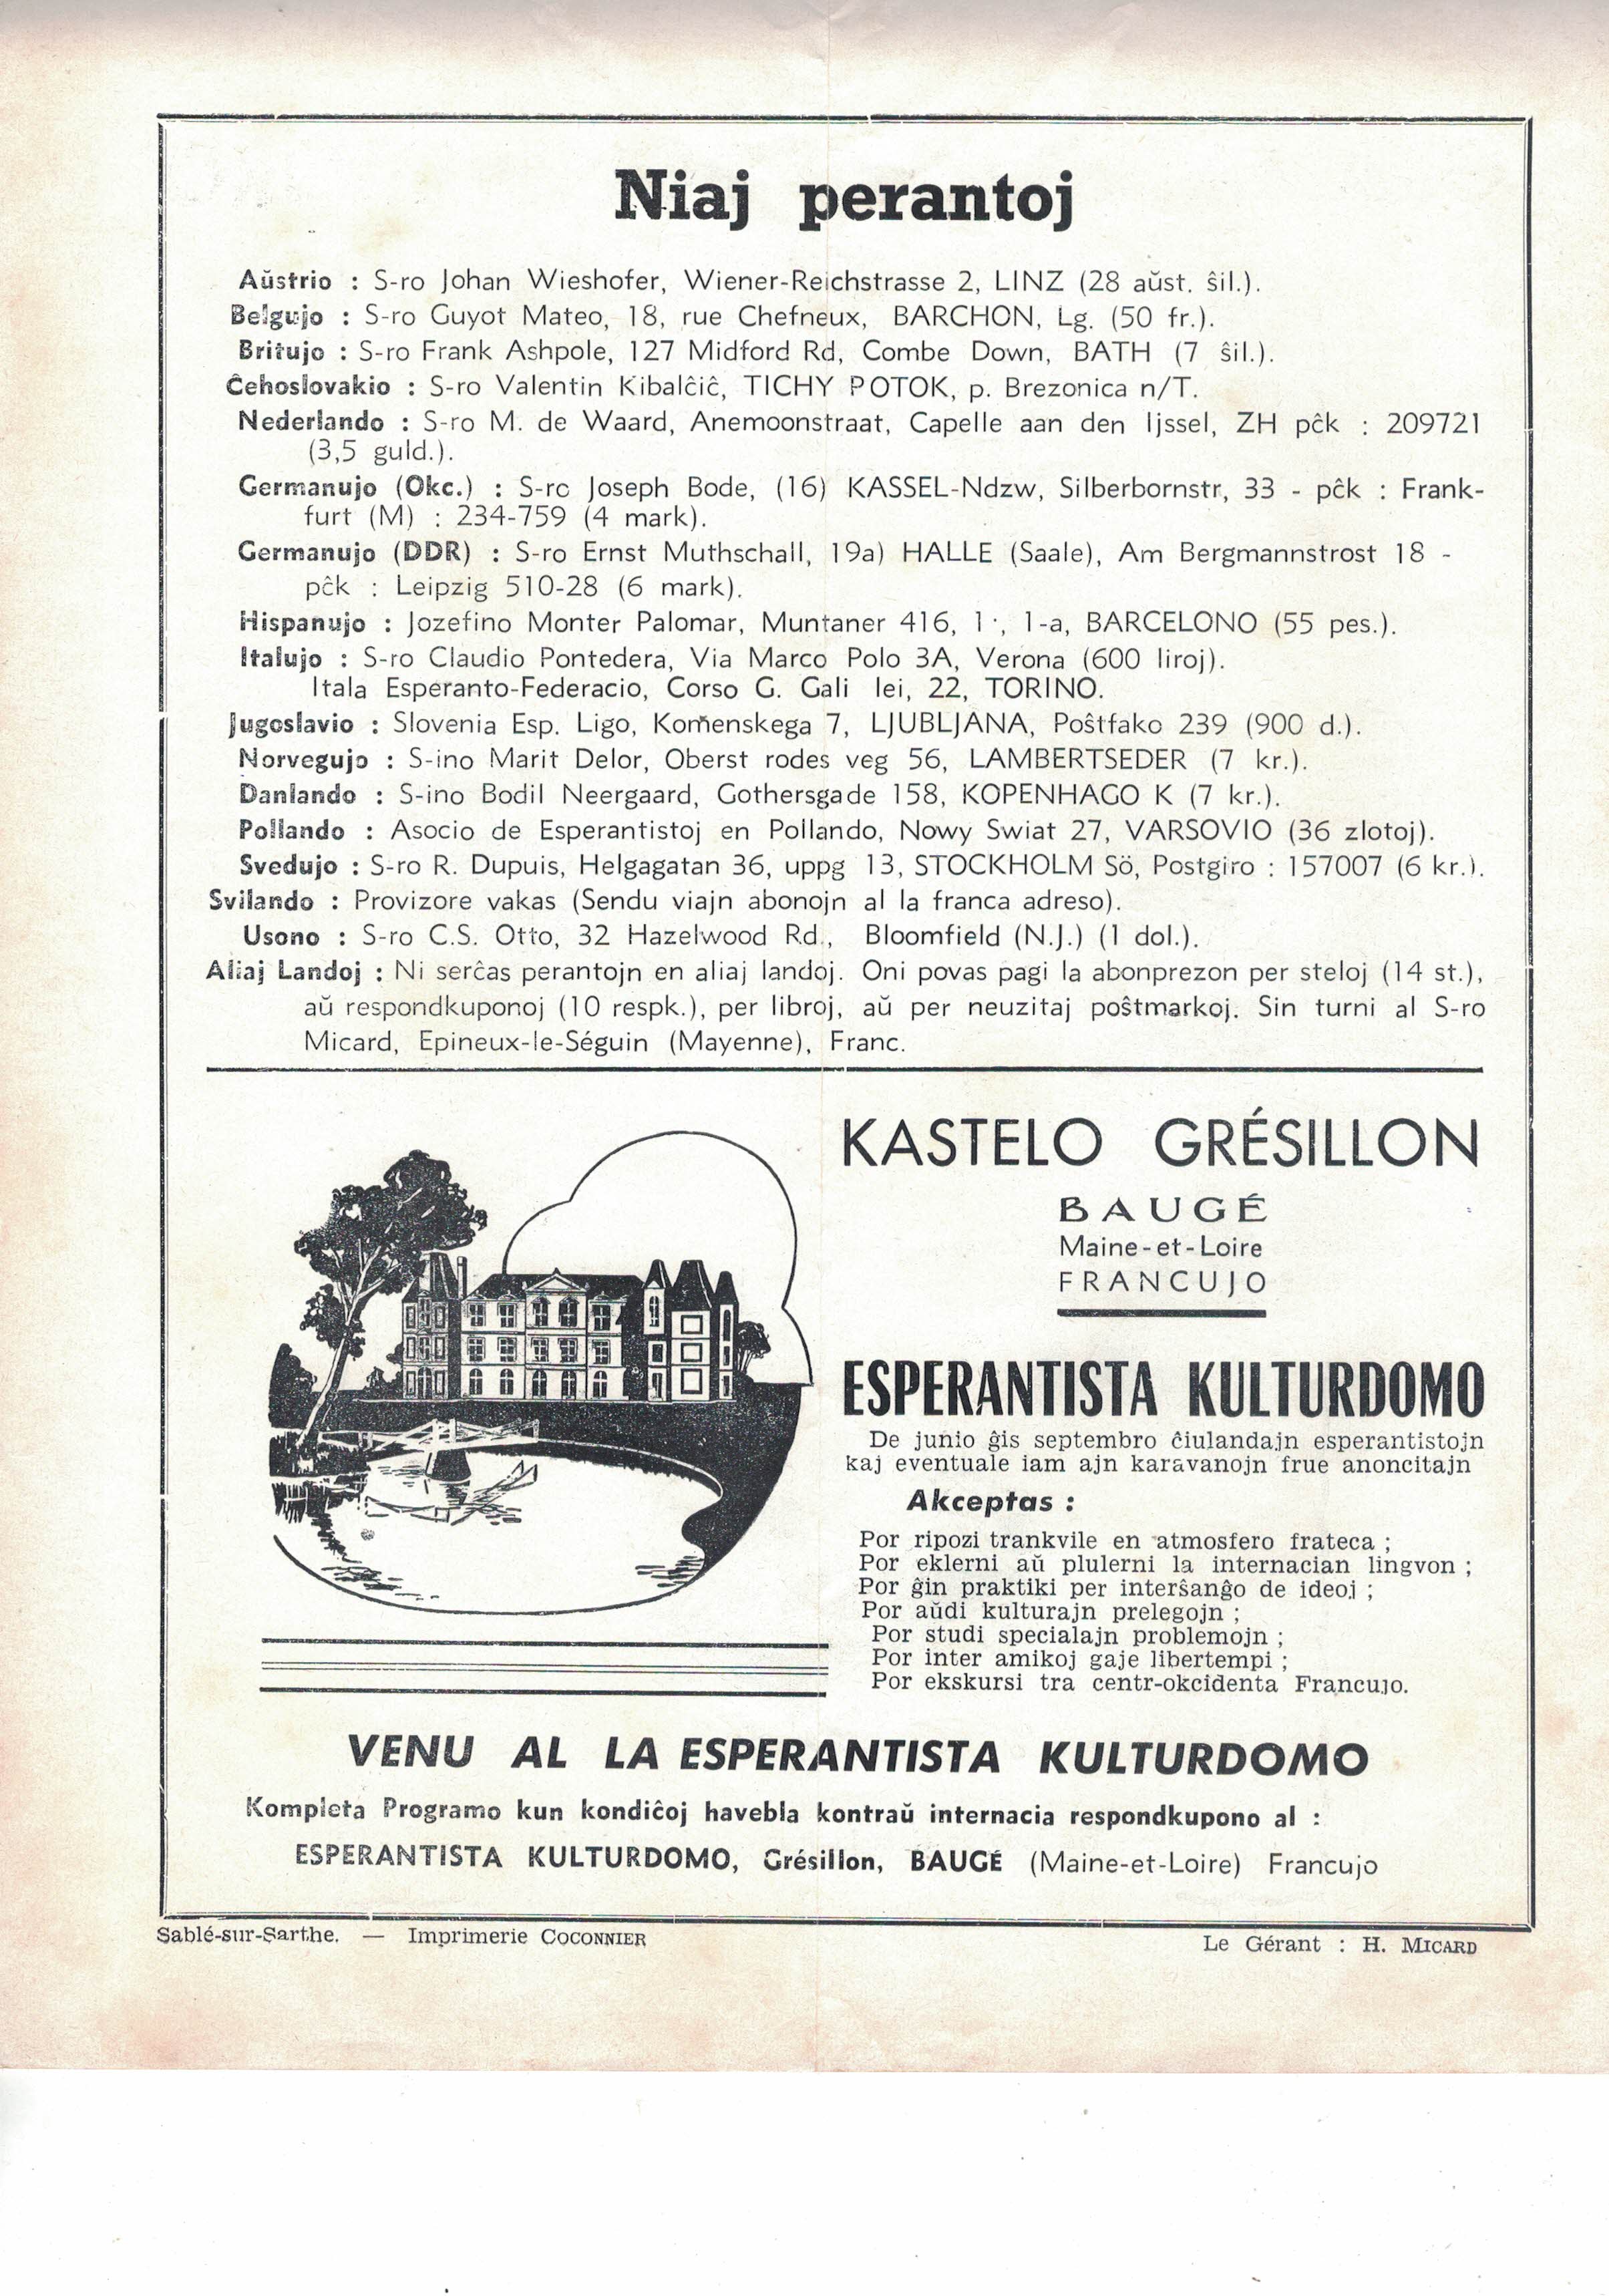 Niaj perantoj
Aŭstrio : S-ro Johan Wieshofer, Wiener-Reichstrasse 2, LINZ (28 aŭst. ŝil.).
Belgujo : S-ro Guyot Mateo, 18, rue Chefneux, BARCHON, Lg. (50 fr.).
Britujo : S-ro Frank Ashpole, 127 Midford Rd, Combe Down, BATH (7 ŝil.).
Ĉehoslovakio : S-ro Valentin Kibalĉiĉ, TICHY POTOK, p. Brezonica n/T.
Nederlando : S-ro M. de Waard, Anemoonstraat, Capelle aan den Ijssel, ZH pĉk : 209721
(3,5 guld.).
Germanujo (Okc.) : S-ro Joseph Bode, (16) KASSEL-Ndzw, Silberbornstr, 33 - pĉk : Frank-
furt (M) : 234-759 (4 mark).
Germanujo (DDR) : S-ro Ernst Muthschall, 19a) HALLE (Saale), Am Bergmannstrost 18 -
pĉk : Leipzig 510-28 (6 mark).
Hispanujo : Jozefino Monter Palomar, Muntaner 416, 1·, 1-a, BARCELONO (55 pes.).
Italujo : S-ro Claudio Pontedera, Via Marco Polo 3A, Verona (600 liroj).
Itala Esperanto-Federacio, Corso G. Gali lei, 22, TORINO.
Jugoslavio : Slovenia Esp. Ligo, Komenskega 7, LJUBLJANA, Poŝtfako 239 (900 d.).
Norvegujo : S-ino Marit Delor, Oberst rodes veg 56, LAMBERTSEDER (7 kr.).
Danlando : S-ino Bodil Neergaard, Gothersgade 158, KOPENHAGO K (7 kr.).
Pollando : Asocio de Esperantistoj en Pollando, Nowy Swiat 27, VARSOVIO (36 zlotoj).
Svedujo : S-ro R. Dupuis, Helgagatan 36, uppg 13, STOCKHOLM Sö, Postgiro : 157007 (6 kr.).
Svilando : Provizore vakas (Sendu viajn abonojn al la franca adreso).
Usono : S-ro C.S. Otto, 32 Hazelwood Rd., Bloomfield (N.J.) (1 dol.).
Aliaj Landoj : Ni serĉas perantojn en aliaj landoj. Oni povas pagi la abonprezon per steloj (14 st.),
aŭ respondkuponoj (10 respk.), per libroj, aŭ per neuzitaj poŝtmarkoj. Sin turni al S-ro
Micard, Epineux-le-Séguin (Mayenne), Franc.
KASTELO GRÉSILLON
BAUGÉ
Maine-et-Loire
FRANCUJO
ESPERANTISTA KULTURDOMO
De junio ĝis septembro ĉiulandajn esperantistojn
kaj eventuale iam ajn karavanojn frue anoncitajn
Akceptas :
Por ripozi trankvile en atmosfero frateca ;
Por eklerni aŭ plulerni la internacian lingvon ;
Por ĝin praktiki per interŝanĝo de ideoj ;
Por aŭdi kulturajn prelegojn ;
Por studi specialajn problemojn ;
Por inter amikoj gaje libertempi ;
Por ekskursi tra centr-okcidenta Francujo.
VENU AL LA ESPERANTISTA KULTURDOMO
Kompleta Programo kun kondiĉoj havebla kontraŭ internacia respondkupono al :
ESPERANTISTA KULTURDOMO, Grésillon, BAUGÉ (Maine-et-Loire) Francujo
Sablé-sur-Sarthe. — Imprimerie COCONNIER
Le Gérant : H. MICARD